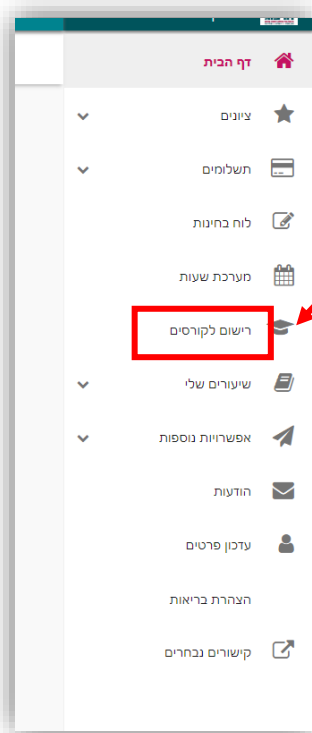 דף הבית
ציונים
תשלומים
לוח בחינות
מערכת שעות
רישום לקורסים
שיעורים שלי
אפשרויות נוספות
הודעות
עדכון פרטים
הצהרת בריאות
קישורים נבחרים